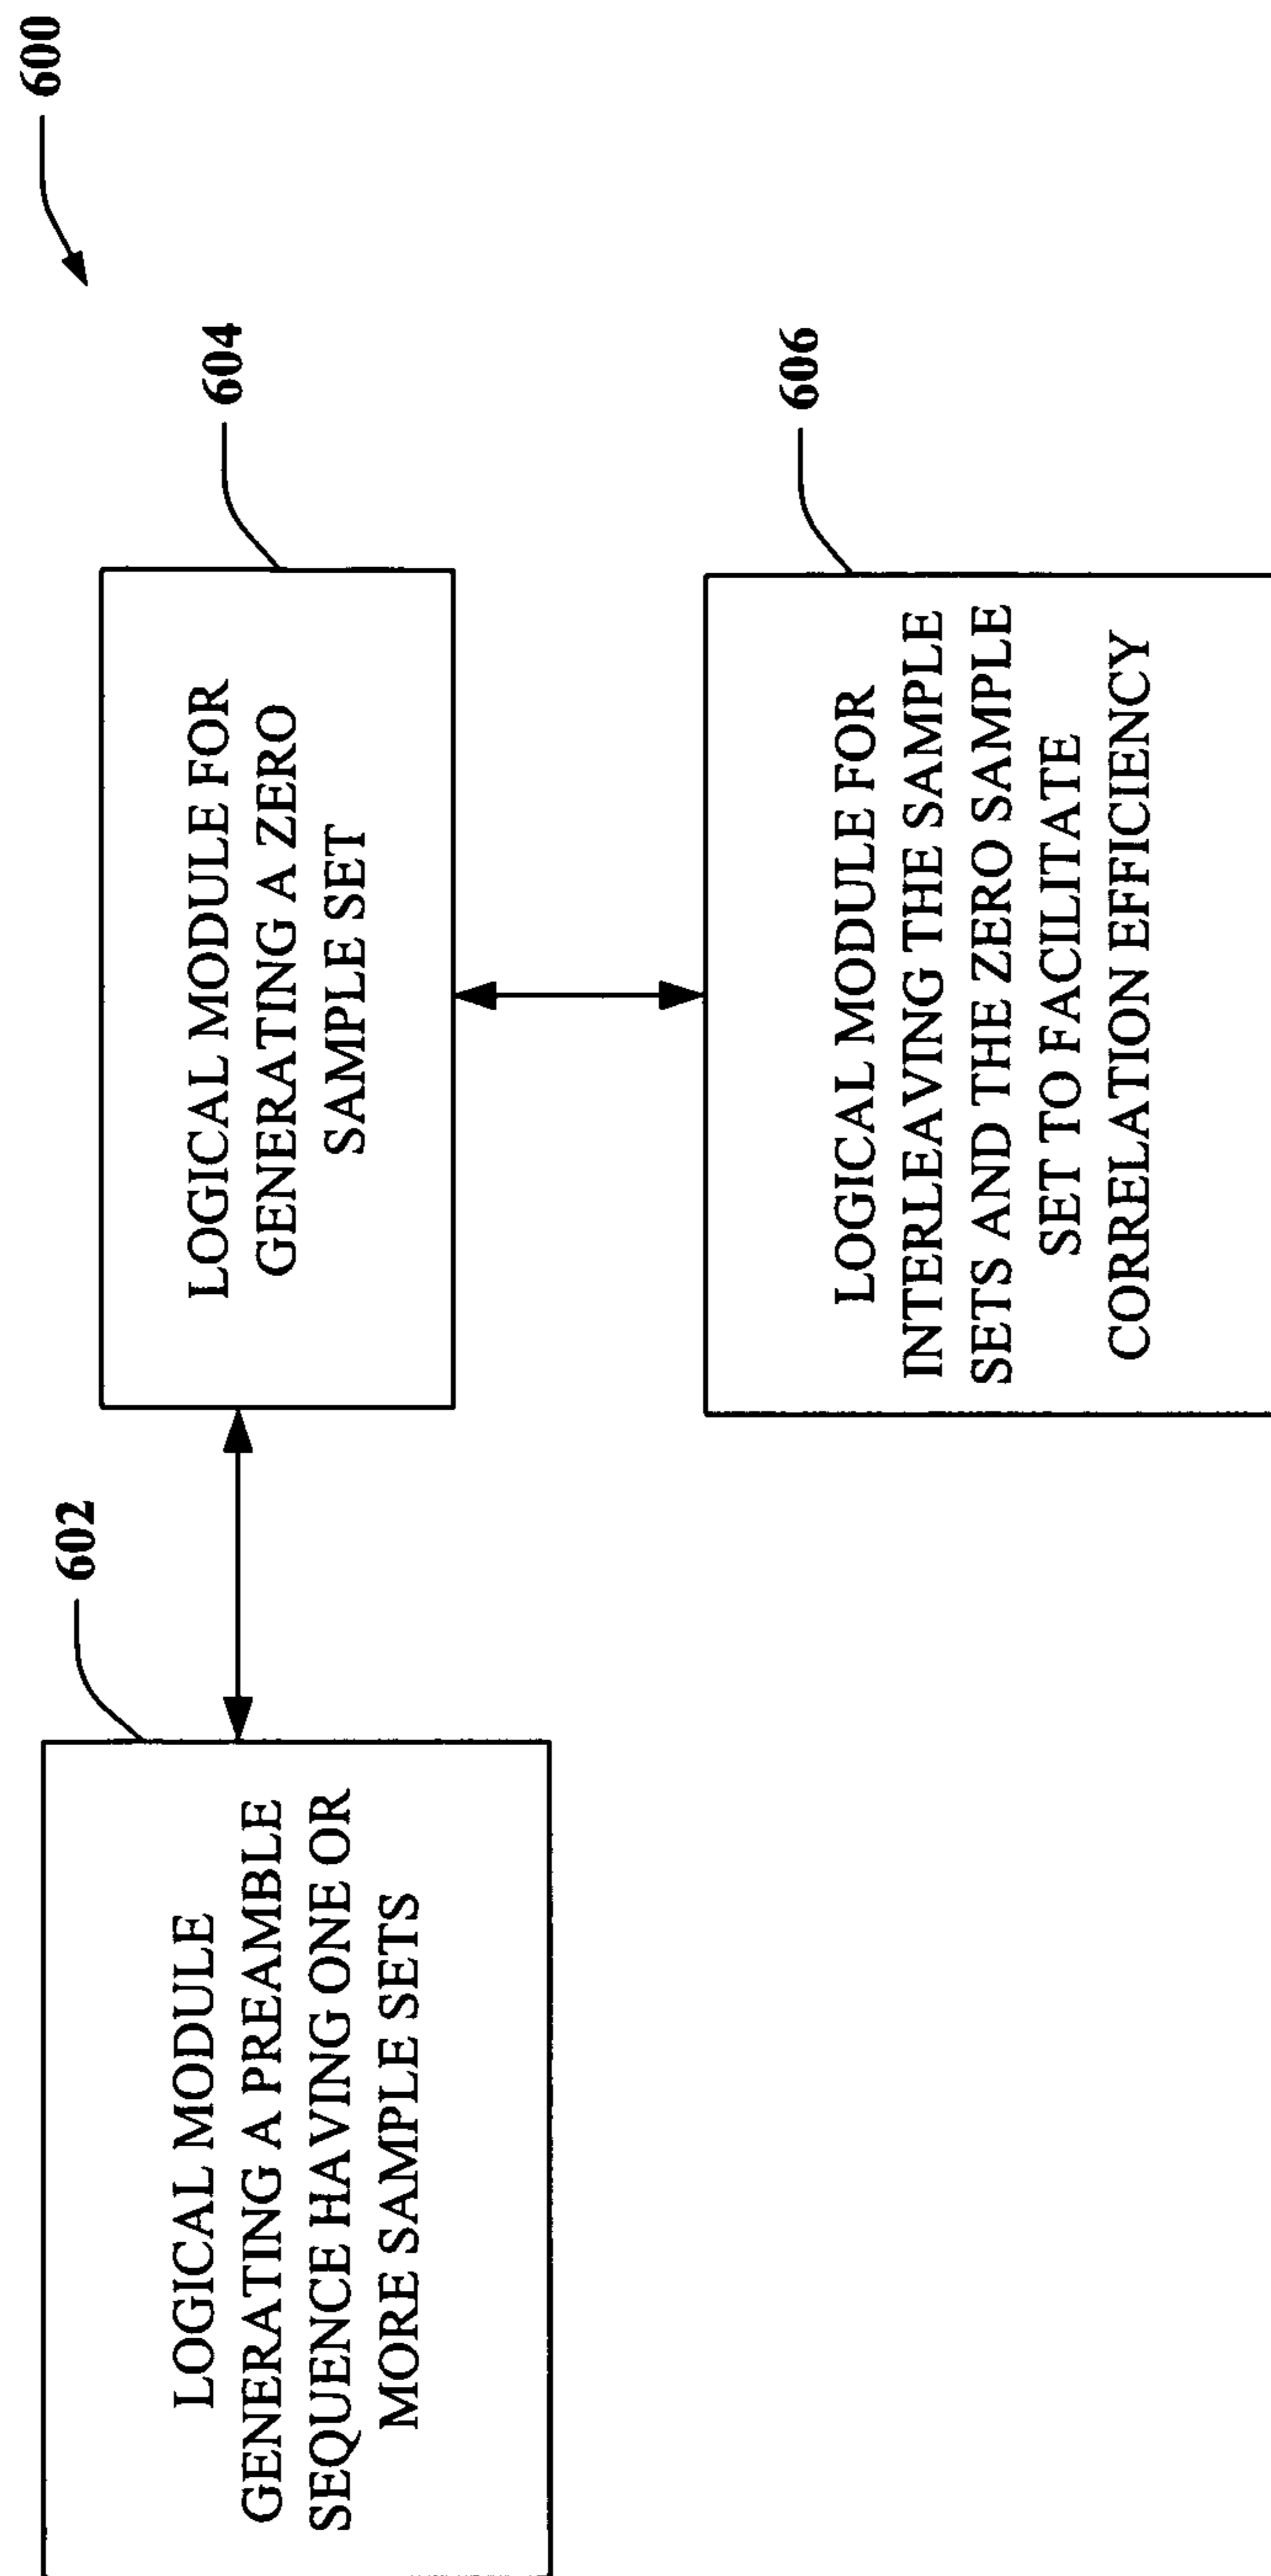 600
602
LOGICAL MODULE
GENERATING A PREAMBLE
SEQUENCE HAVING ONE OR
MORE SAMPLE SETS
604
LOGICAL MODULE FOR
GENERATING A ZERO
SAMPLE SET
606
LOGICAL MODULE FOR
INTERLEAVING THE SAMPLE
SETS AND THE ZERO SAMPLE
SET TO FACILITATE
CORRELATION EFFICIENCY